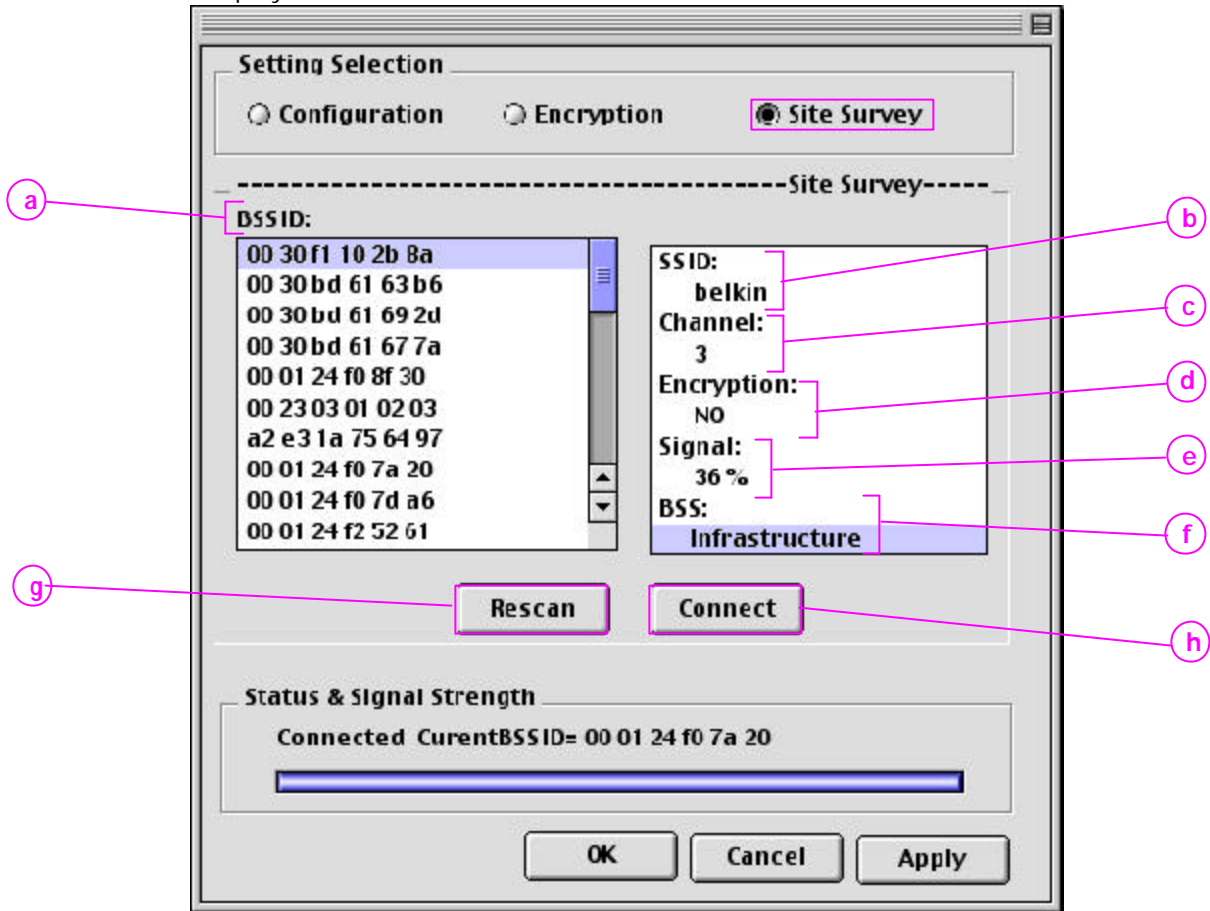 Setting Selection
Configuration Encryption Site Survey
Site Survey
a
BSSID:
00 30 f1 10 2b 8a
00 30 bd 61 63 b6
00 30 bd 61 69 2d
00 30 bd 61 67 7a
00 01 24 f0 8f 30
00 23 03 01 02 03
a2 e3 1a 75 64 97
00 01 24 f0 7a 20
00 01 24 f0 7d a6
00 01 24 f2 52 61
SSID:
belkin
b
Channel:
3
c
Encryption:
NO
d
Signal:
36 %
e
BSS:
Infrastructure
f
g
Rescan Connect
h
Status & Signal Strength
Connected CurentBSSID= 00 01 24 f0 7a 20
OK Cancel Apply